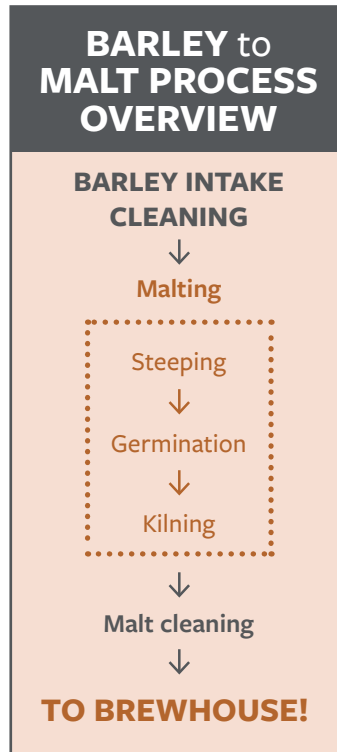 BARLEY to
MALT PROCESS
OVERVIEW
BARLEY INTAKE
CLEANING
Malting
Steeping
Germination
Kilning
Malt cleaning
TO BREWHOUSE!